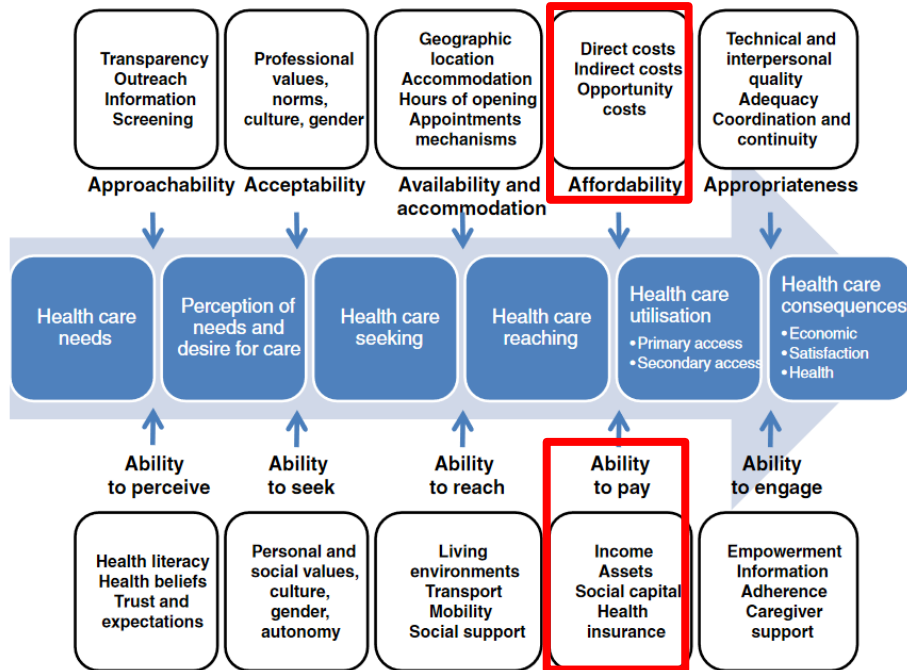 Transparency
Outreach
Information
Screening
Professional
values,
norms,
culture, gender
Geographic
location
Accommodation
Hours of opening
Appointments
mechanisms
Direct costs
Indirect costs
Opportunity
costs
Technical and
interpersonal
quality
Adequacy
Coordination and
continuity
Approachability
Acceptability
Availability and
accommodation
Affordability
Appropriateness
Health care
needs
Perception of
needs and
desire for care
Health care
seeking
Health care
reaching
Health care
utilisation
• Primary access
• Secondary access
Health care
consequences
• Economic
• Satisfaction
• Health
Ability
to perceive
Ability
to seek
Ability
to reach
Ability
to pay
Ability
to engage
Health literacy
Health beliefs
Trust and
expectations
Personal and
social values,
culture,
gender,
autonomy
Living
environments
Transport
Mobility
Social support
Income
Assets
Social capital
Health
insurance
Empowerment
Information
Adherence
Caregiver
support